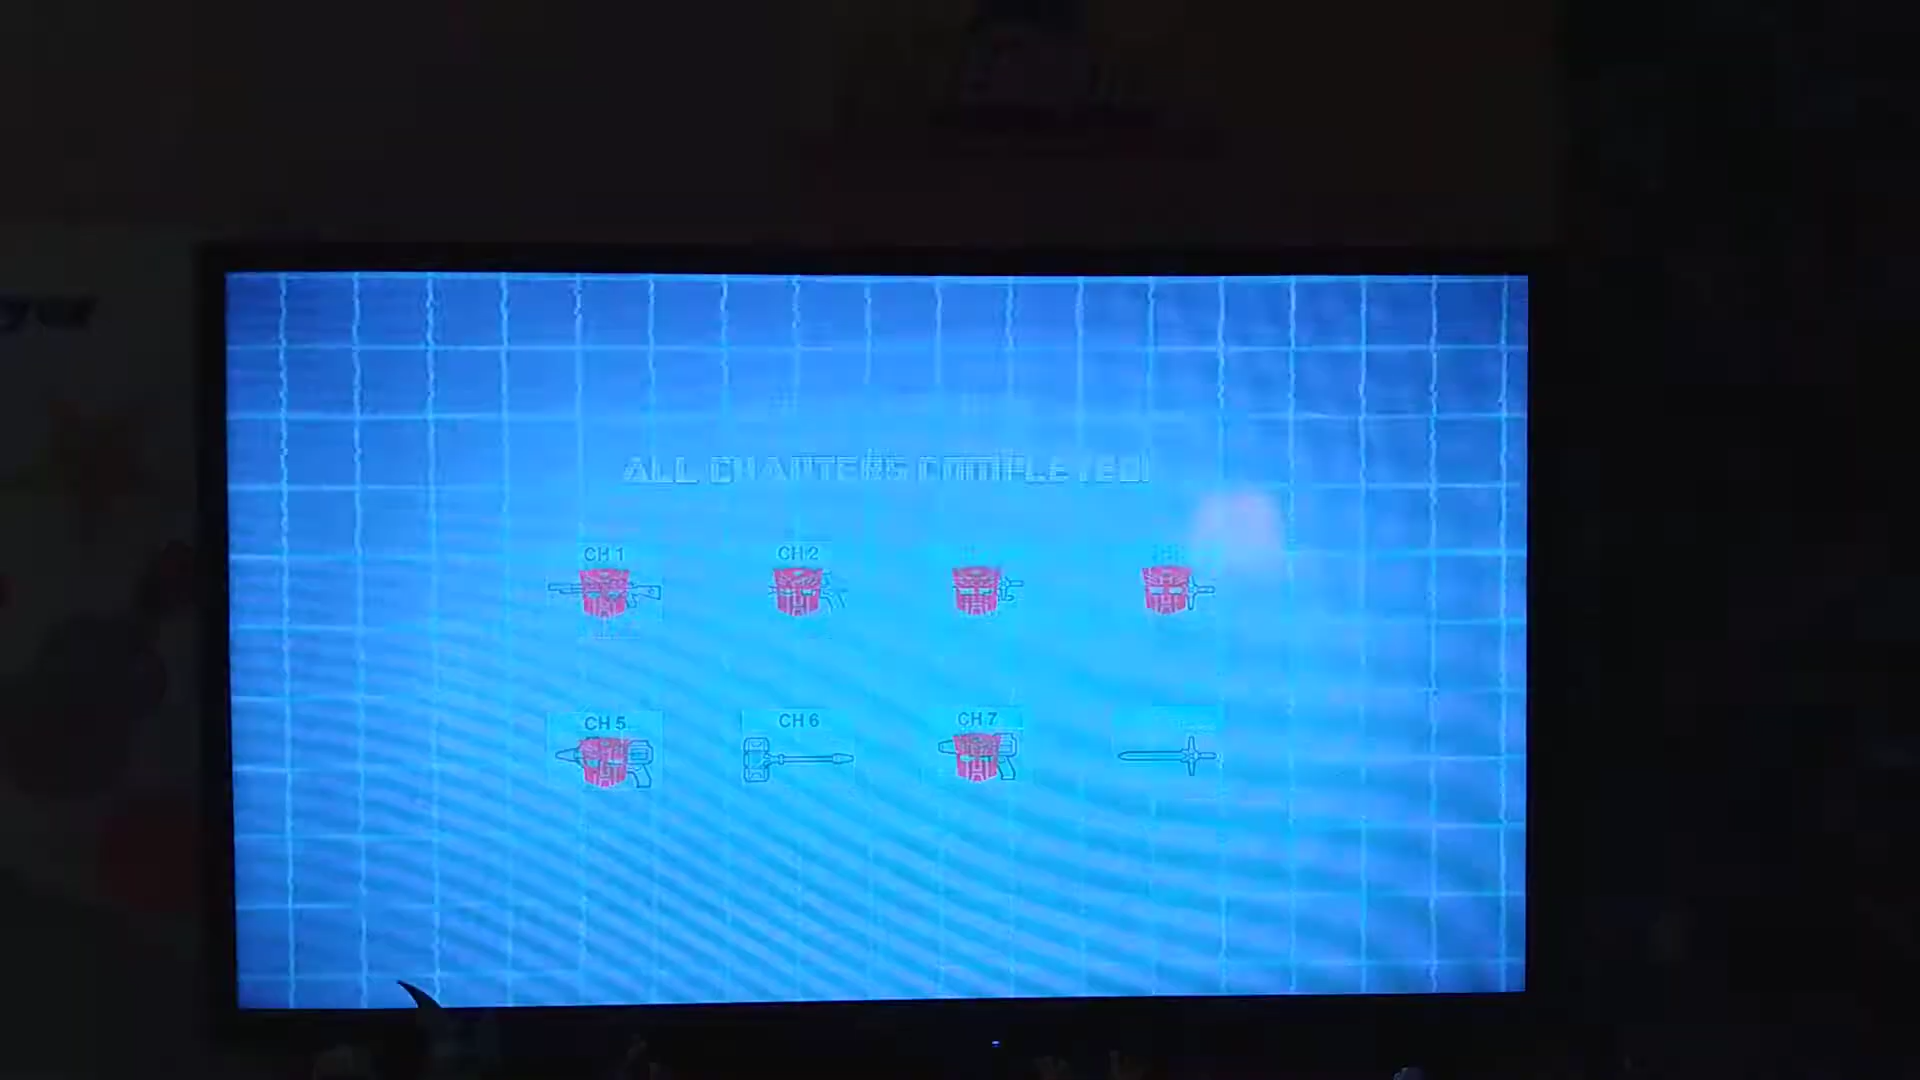 ALL CHAPTERS COMPLETED!
CH 1 CH 2
CH 5 CH 6 CH 7